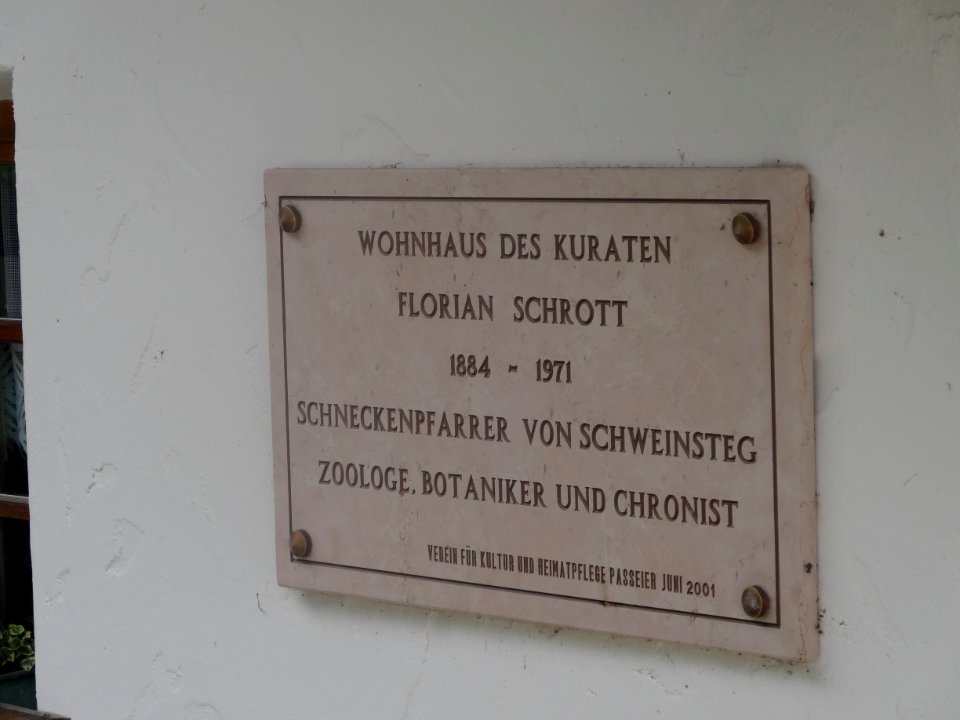 WOHNHAUS DES KURATEN
FLORIAN SCHROTT
1884 - 1971
SCHNECKENPFARRER VON SCHWEINSTEG
ZOOLOGE, BOTANIKER UND CHRONIST
VEREIN FÖR KULTUR UND HEIMATPFLEGE PASSEIER JUNI 2001